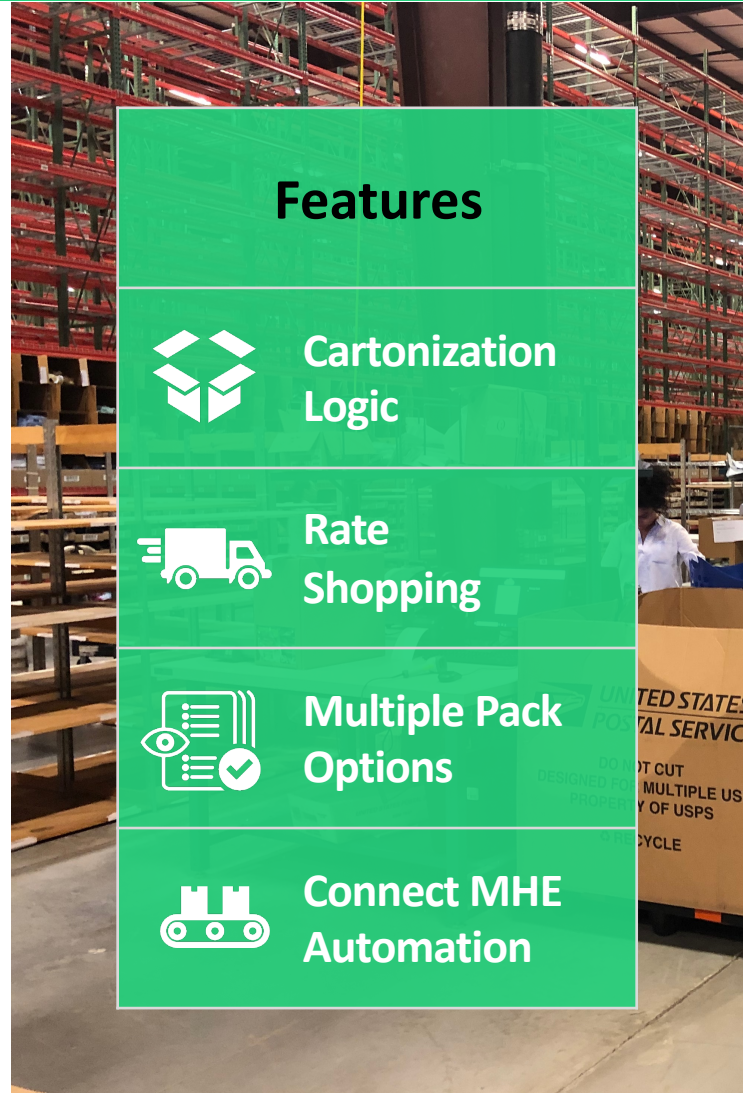 Features
Cartonization
Logic
Rate
Shopping
Multiple Pack
Options
Connect MHE
Automation
UNITED STATES
POSTAL SERVIC
DO NOT CUT
DESIGNED FOR MULTIPLE US
PROPERTY OF USPS
RECYCLE